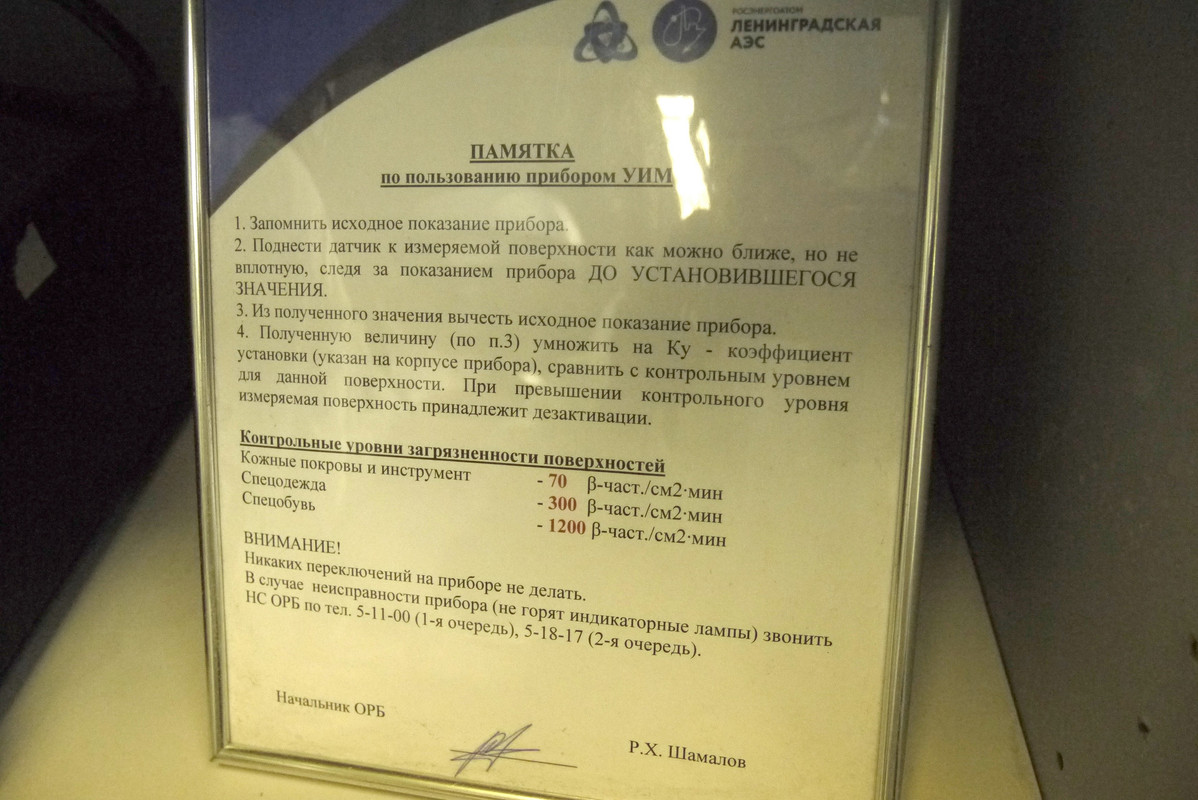 РОСЭНЕРГОАТОМ
ЛЕНИНГРАДСКАЯ
АЭС
ПАМЯТКА
по пользованию прибором УИМ
1. Запомнить исходное показание прибора.
2. Поднести датчик к измеряемой поверхности как можно ближе, но не
вплотную, следя за показанием прибора ДО УСТАНОВИВШЕГОСЯ
ЗНАЧЕНИЯ.
3. Из полученного значения вычесть исходное показание прибора.
4. Полученную величину (по п.3) умножить на Ку - коэффициент
установки (указан на корпусе прибора), сравнить с контрольным уровнем
для данной поверхности. При превышении контрольного уровня
измеряемая поверхность принадлежит дезактивации.
Контрольные уровни загрязненности поверхностей
Кожные покровы и инструмент - 70 β-част./см2·мин
Спецодежда - 300 β-част./см2·мин
Спецобувь - 1200 β-част./см2·мин
ВНИМАНИЕ!
Никаких переключений на приборе не делать.
В случае неисправности прибора (не горят индикаторные лампы) звонить
НС ОРБ по тел. 5-11-00 (1-я очередь), 5-18-17 (2-я очередь).
Начальник ОРБ Р.Х. Шамалов